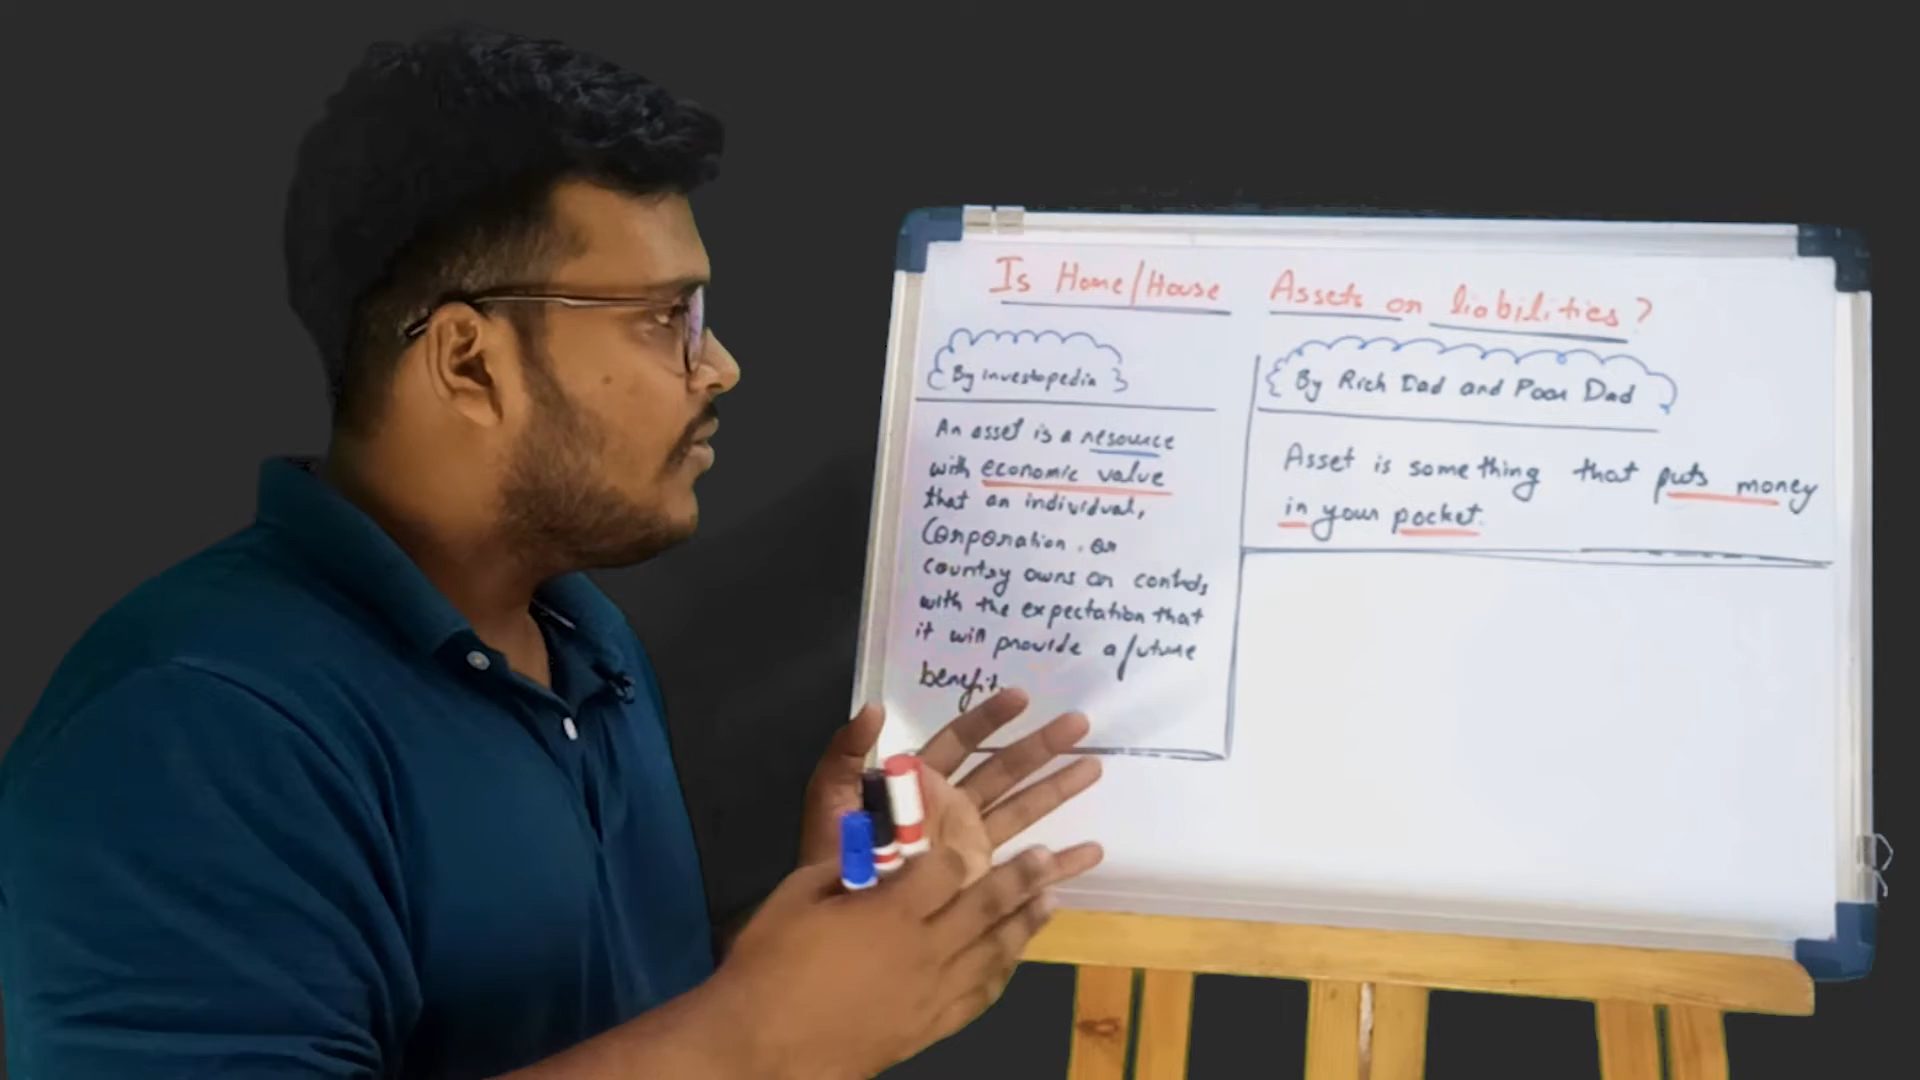 Is Home/House Assets or liabilities?
By Investopedia
An asset is a resource
with economic value
that an individual,
Corporation, or
country owns or controls
with the expectation that
it will provide a future
benefit.
By Rich Dad and Poor Dad
Asset is something that puts money
in your pocket.